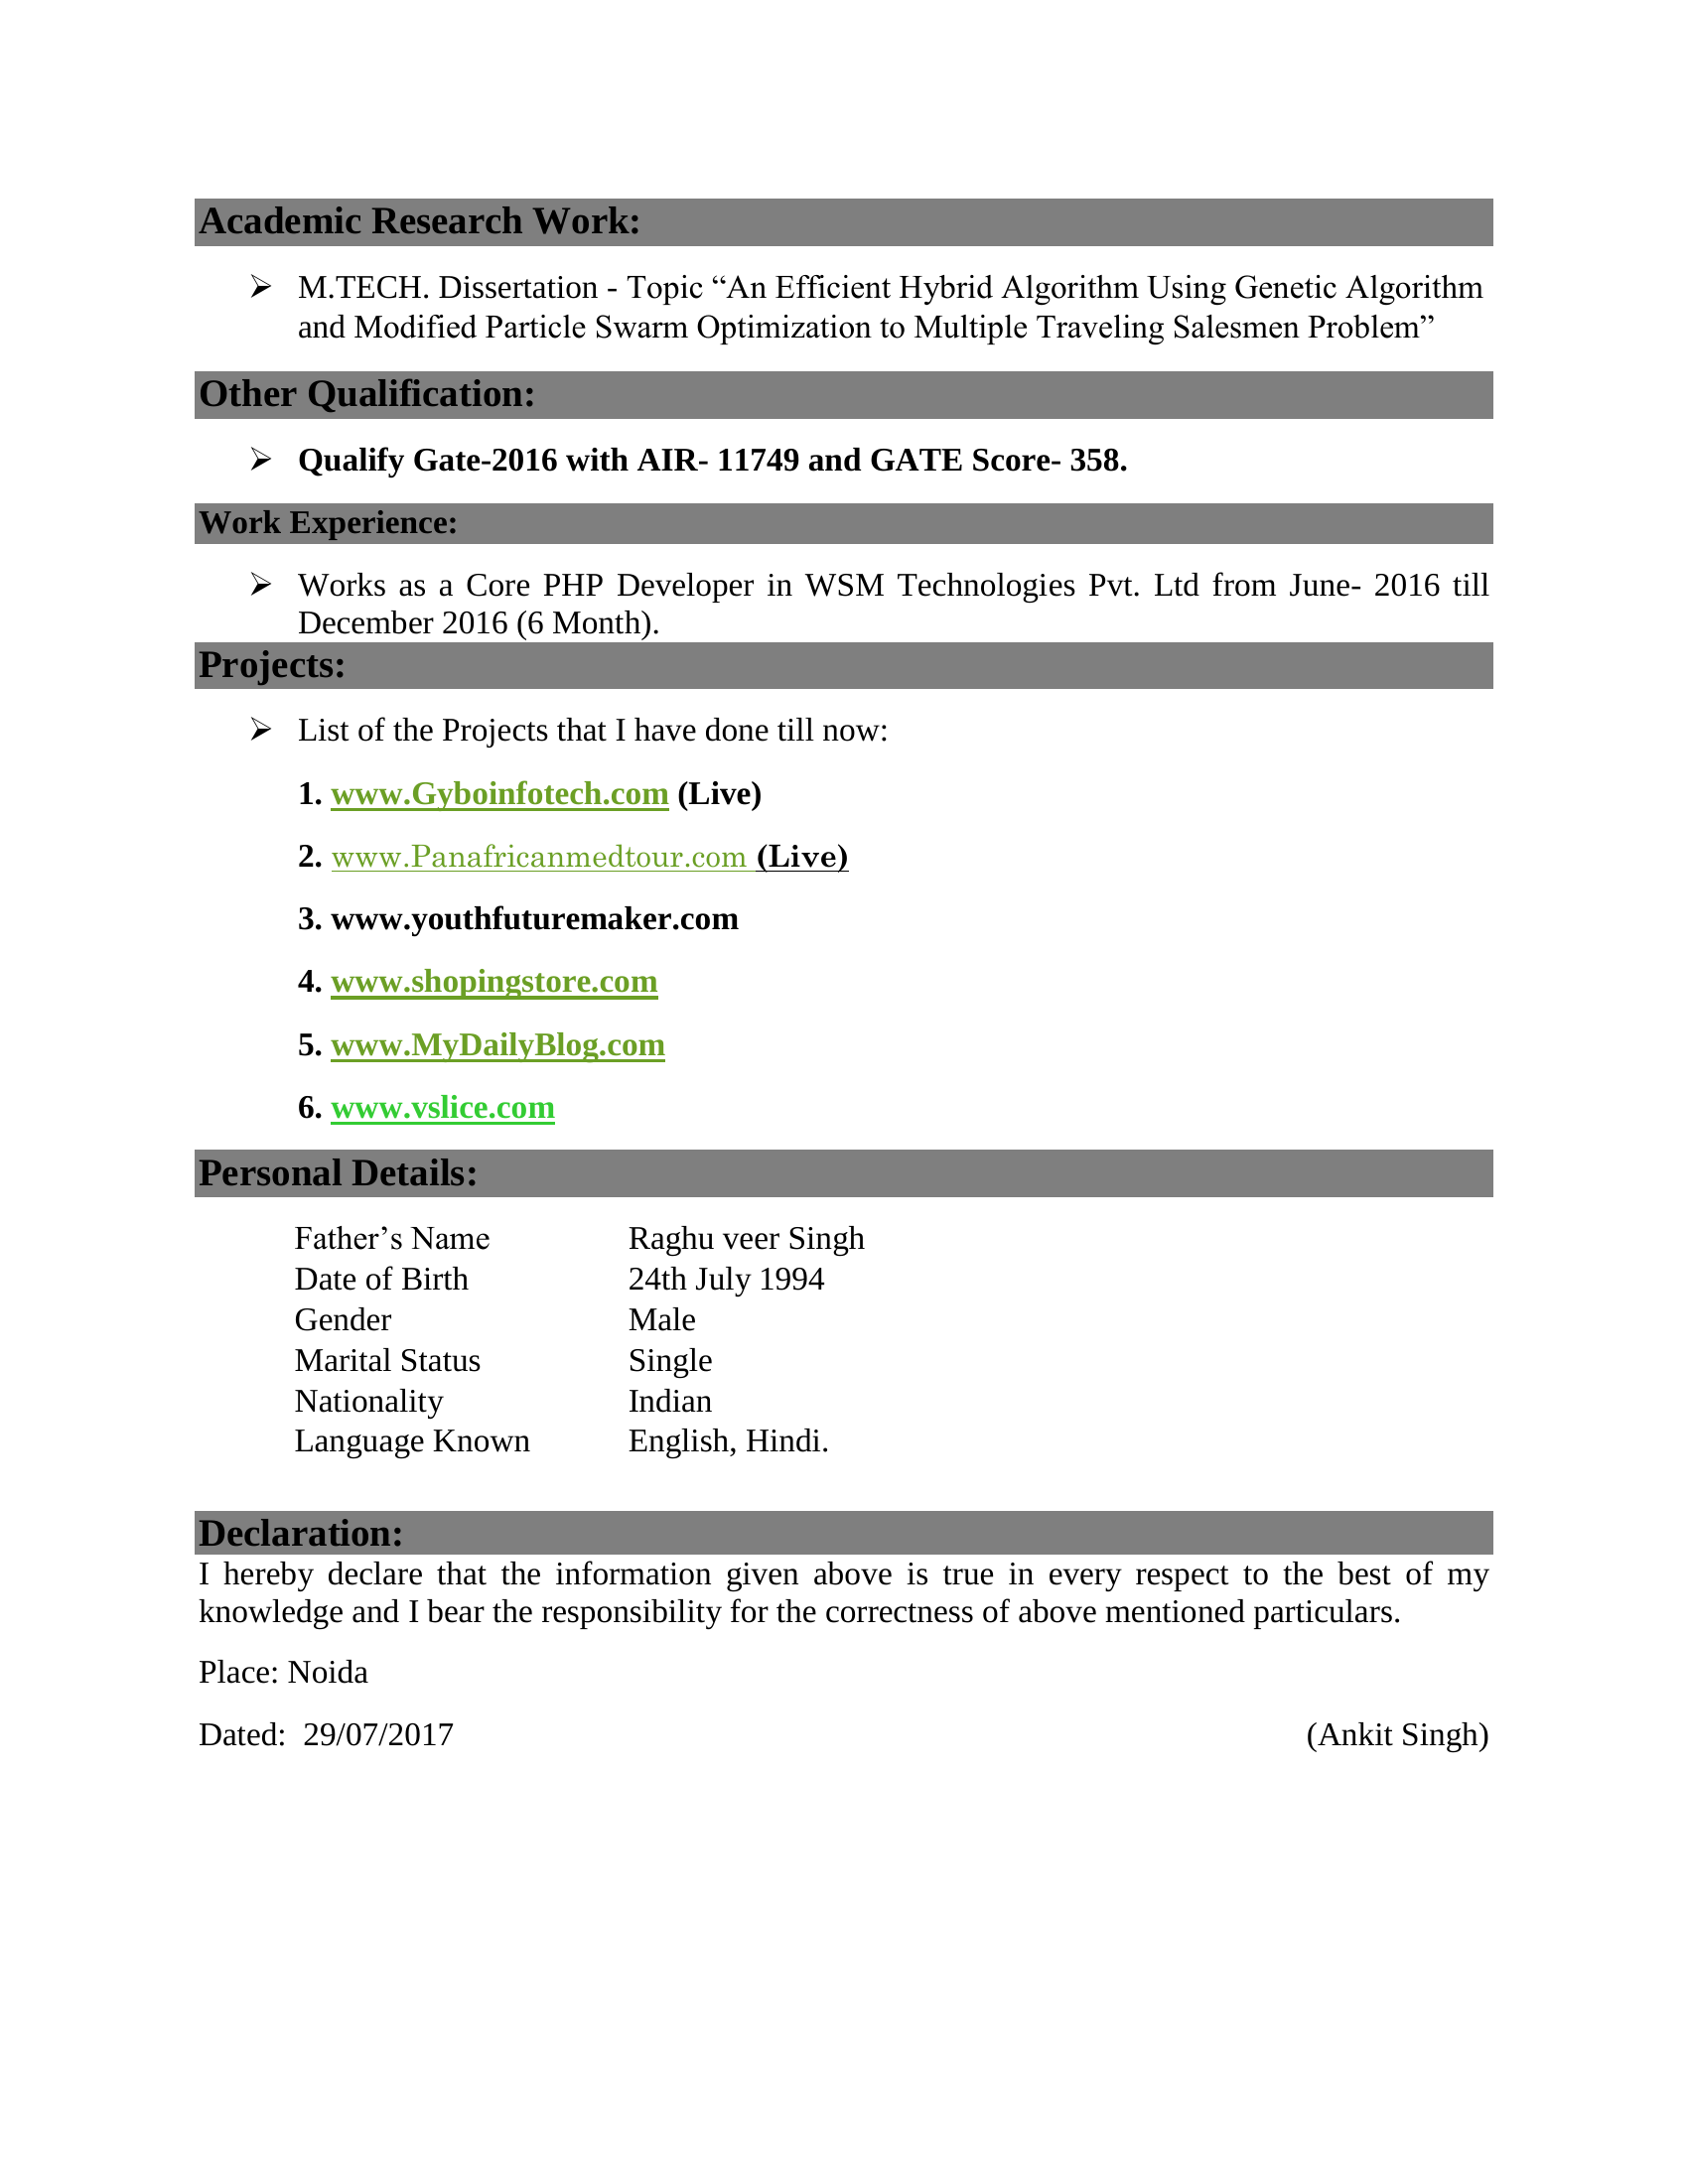 Academic Research Work:
➢ M.TECH. Dissertation - Topic “An Efficient Hybrid Algorithm Using Genetic Algorithm
and Modified Particle Swarm Optimization to Multiple Traveling Salesmen Problem”
Other Qualification:
➢ Qualify Gate-2016 with AIR- 11749 and GATE Score- 358.
Work Experience:
➢ Works as a Core PHP Developer in WSM Technologies Pvt. Ltd from June- 2016 till
December 2016 (6 Month).
Projects:
➢ List of the Projects that I have done till now:
1. www.Gyboinfotech.com (Live)
2. www.Panafricanmedtour.com (Live)
3. www.youthfuturemaker.com
4. www.shopingstore.com
5. www.MyDailyBlog.com
6. www.vslice.com
Personal Details:
Father’s Name Raghu veer Singh
Date of Birth 24th July 1994
Gender Male
Marital Status Single
Nationality Indian
Language Known English, Hindi.
Declaration:
I hereby declare that the information given above is true in every respect to the best of my
knowledge and I bear the responsibility for the correctness of above mentioned particulars.
Place: Noida
Dated: 29/07/2017 (Ankit Singh)